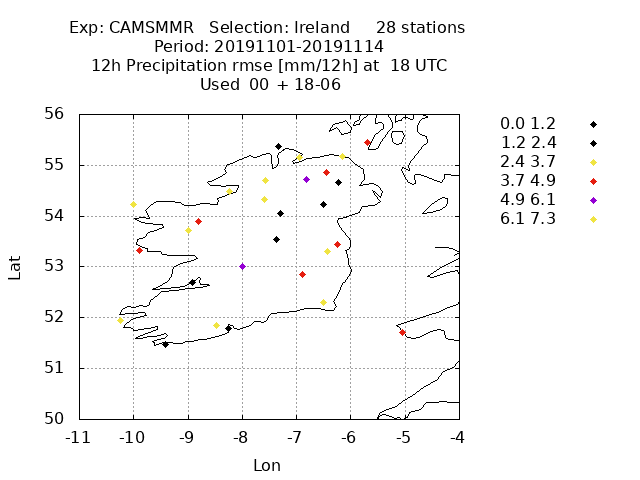 Exp: CAMSMMR Selection: Ireland 28 stations
Period: 20191101-20191114
12h Precipitation rmse [mm/12h] at 18 UTC
Used 00 + 18-06
56
55
54
53
52
51
50
-11 -10 -9 -8 -7 -6 -5 -4
Lat
Lon
0.0 1.2
1.2 2.4
2.4 3.7
3.7 4.9
4.9 6.1
6.1 7.3